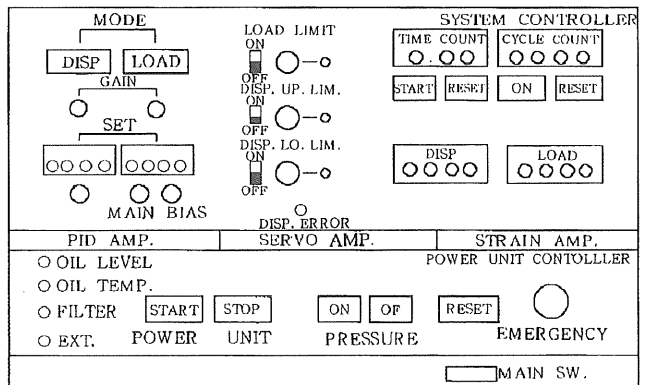 MODE
DISP LOAD
GAIN
SET
MAIN BIAS
LOAD LIMIT
ON
OFF
DISP. UP. LIM.
ON
OFF
DISP. LO. LIM.
ON
OFF
DISP. ERROR
SYSTEM CONTROLLER
TIME COUNT CYCLE COUNT
START RESET ON RESET
DISP LOAD
PID AMP. SERVO AMP. STRAIN AMP.
OIL LEVEL
OIL TEMP.
FILTER
EXT.
START STOP
POWER UNIT
ON OF
PRESSURE
POWER UNIT CONTOLLLER
RESET
EMERGENCY
MAIN SW.